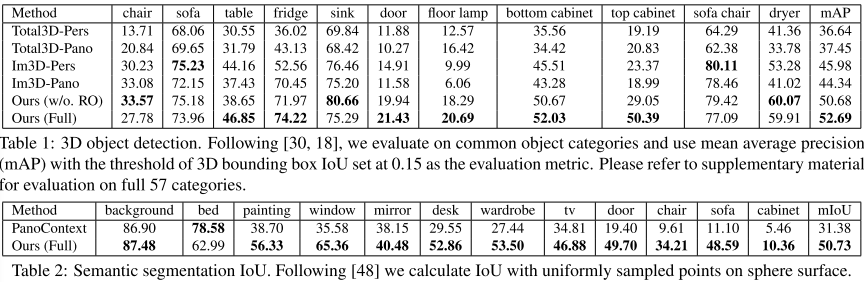 Method chair sofa table fridge sink door floor lamp bottom cabinet top cabinet sofa chair dryer mAP
Total3D-Pers 13.71 68.06 30.55 36.02 69.84 11.88 12.57 35.56 19.19 64.29 41.36 36.64
Total3D-Pano 20.84 69.65 31.79 43.13 68.42 10.27 16.42 34.42 20.83 62.38 33.78 37.45
Im3D-Pers 30.23 75.23 44.16 52.56 76.46 14.91 9.99 45.51 23.37 80.11 53.28 45.98
Im3D-Pano 33.08 72.15 37.43 70.45 75.20 11.58 6.06 43.28 18.99 78.46 41.02 44.34
Ours (w/o. RO) 33.57 75.18 38.65 71.97 80.66 19.94 18.29 50.67 29.05 79.42 60.07 50.68
Ours (Full) 27.78 73.96 46.85 74.22 75.29 21.43 20.69 52.03 50.39 77.09 59.91 52.69
Table 1: 3D object detection. Following [30, 18], we evaluate on common object categories and use mean average precision
(mAP) with the threshold of 3D bounding box IoU set at 0.15 as the evaluation metric. Please refer to supplementary material
for evaluation on full 57 categories.
Method background bed painting window mirror desk wardrobe tv door chair sofa cabinet mIoU
PanoContext 86.90 78.58 38.70 35.58 38.15 29.55 27.44 34.81 19.40 9.61 11.10 5.46 31.38
Ours (Full) 87.48 62.99 56.33 65.36 40.48 52.86 53.50 46.88 49.70 34.21 48.59 10.36 50.73
Table 2: Semantic segmentation IoU. Following [48] we calculate IoU with uniformly sampled points on sphere surface.